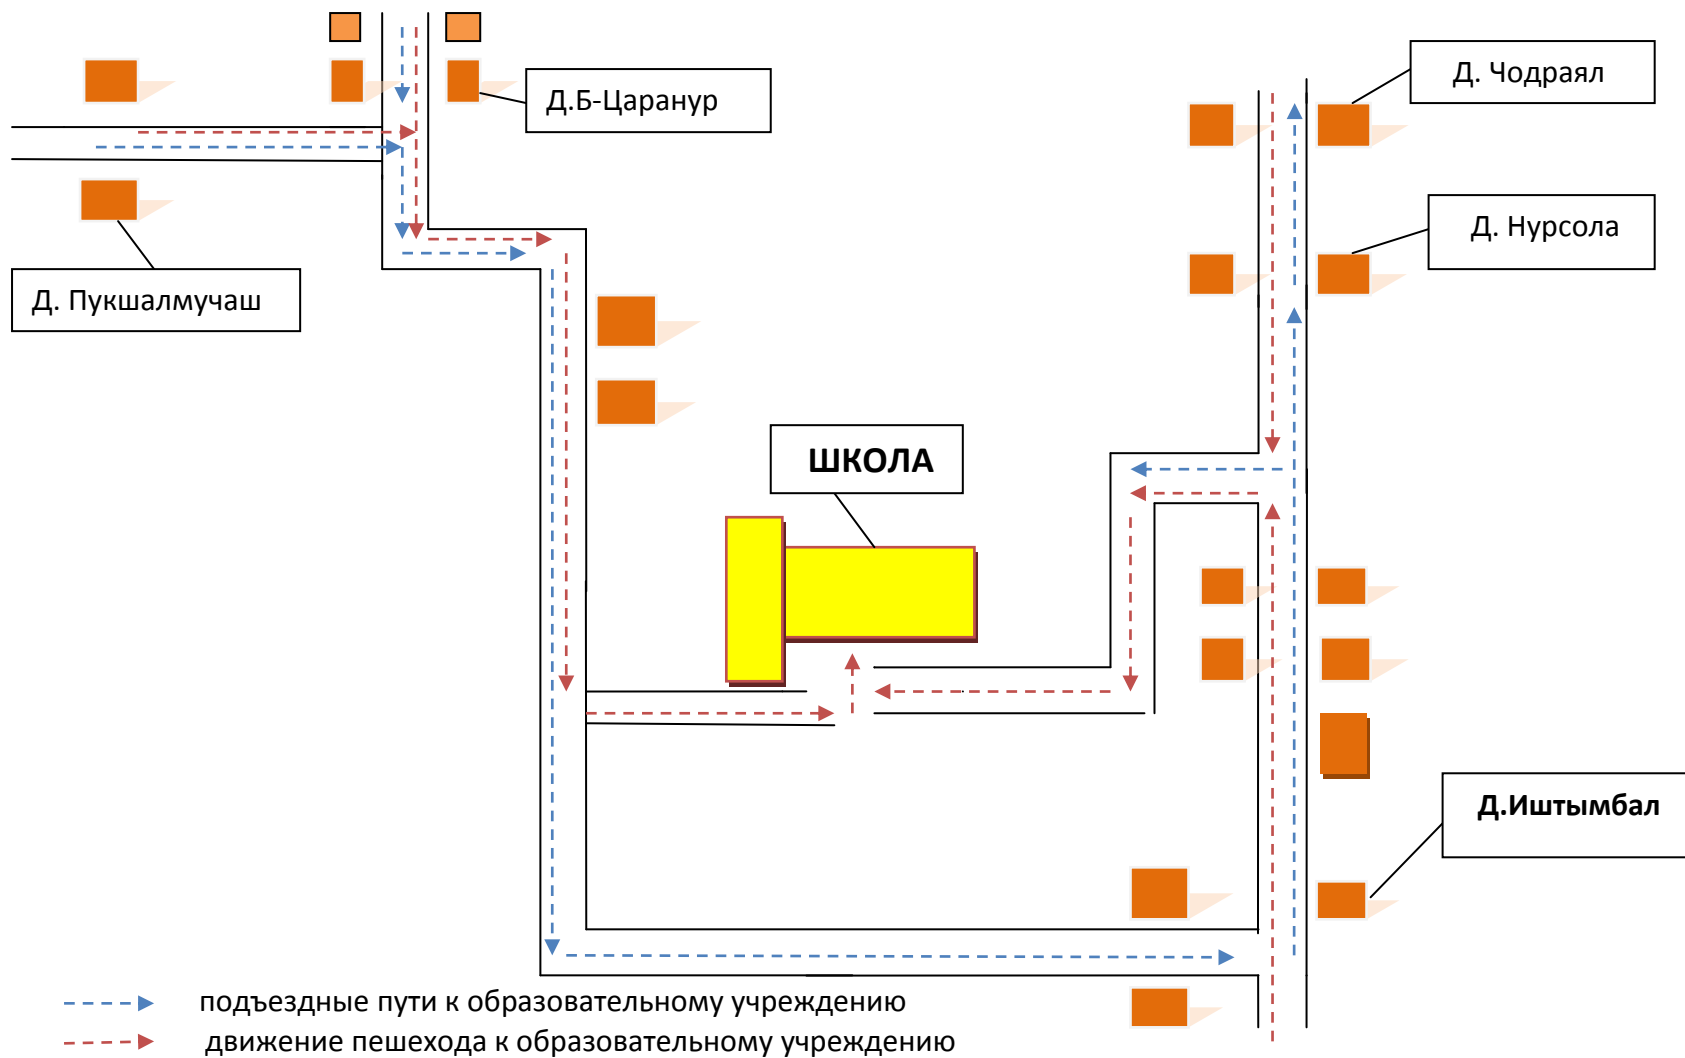 Д.Б-Царанур
Д. Чодраял
Д. Нурсола
Д. Пукшалмучаш
ШКОЛА
Д.Иштымбал
подъездные пути к образовательному учреждению
движение пешехода к образовательному учреждению